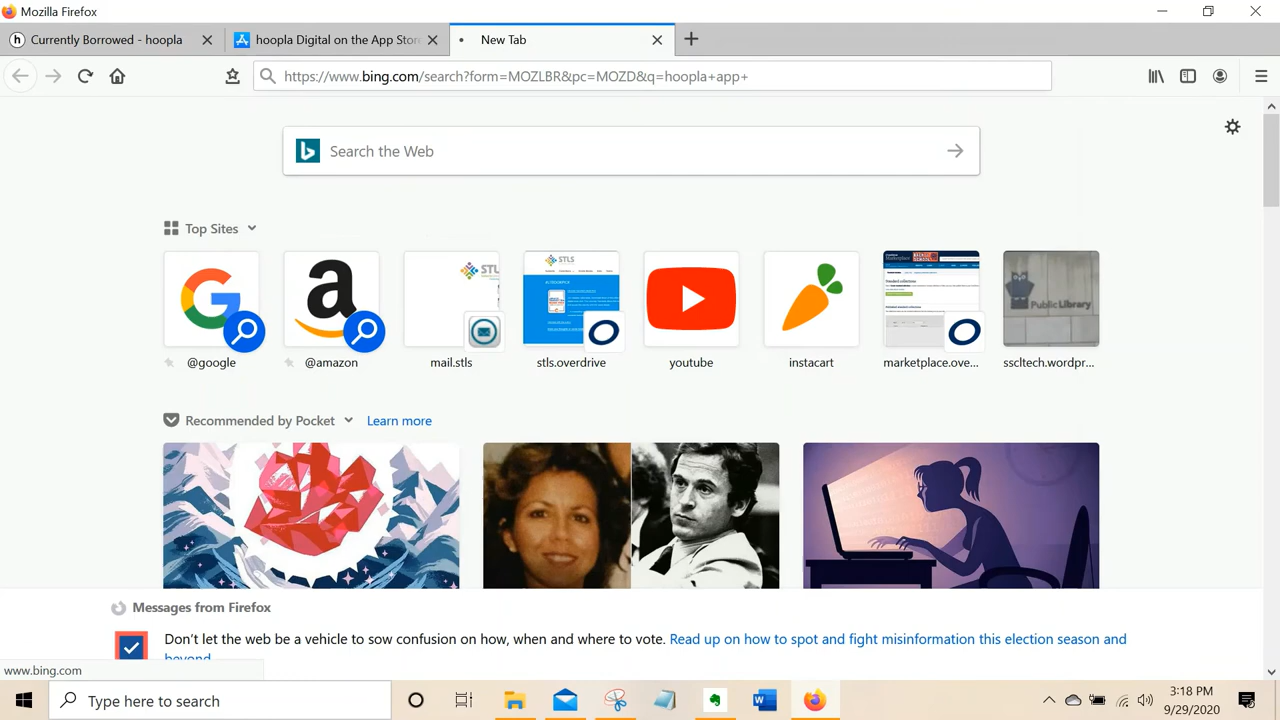 Mozilla Firefox
h Currently Borrowed - hoopla
hoopla Digital on the App Store
New Tab
https://www.bing.com/search?form=MOZLBR&pc=MOZD&q=hoopla+app+
b Search the Web
Top Sites
STLS
Public Library
@google
@amazon
mail.stls
stls.overdrive
youtube
instacart
marketplace.ove...
sscltech.wordpr...
Recommended by Pocket
Learn more
Messages from Firefox
Don't let the web be a vehicle to sow confusion on how, when and where to vote. Read up on how to spot and fight misinformation this election season and
beyond
www.bing.com
Type here to search
3:18 PM
9/29/2020